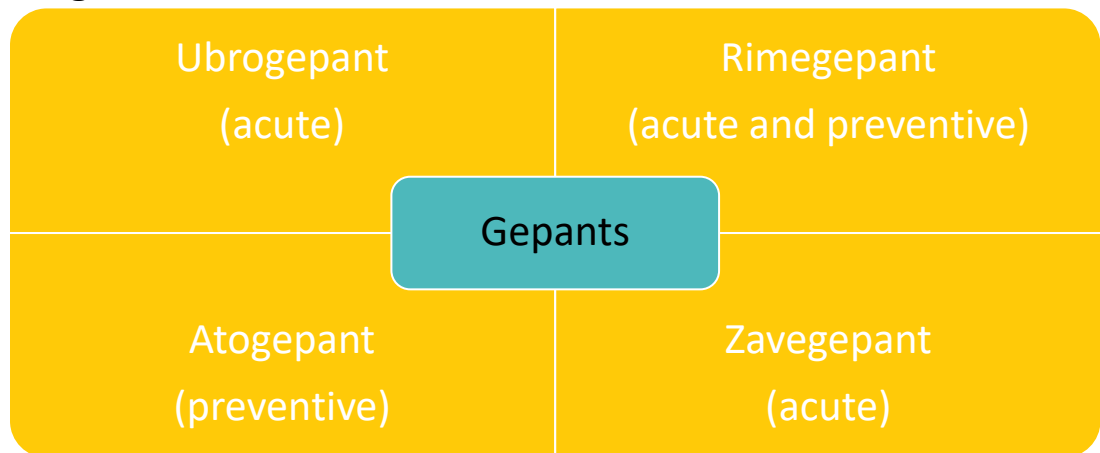 Ubrogepant
(acute)
Rimegepant
(acute and preventive)
Gepants
Atogepant
(preventive)
Zavegepant
(acute)